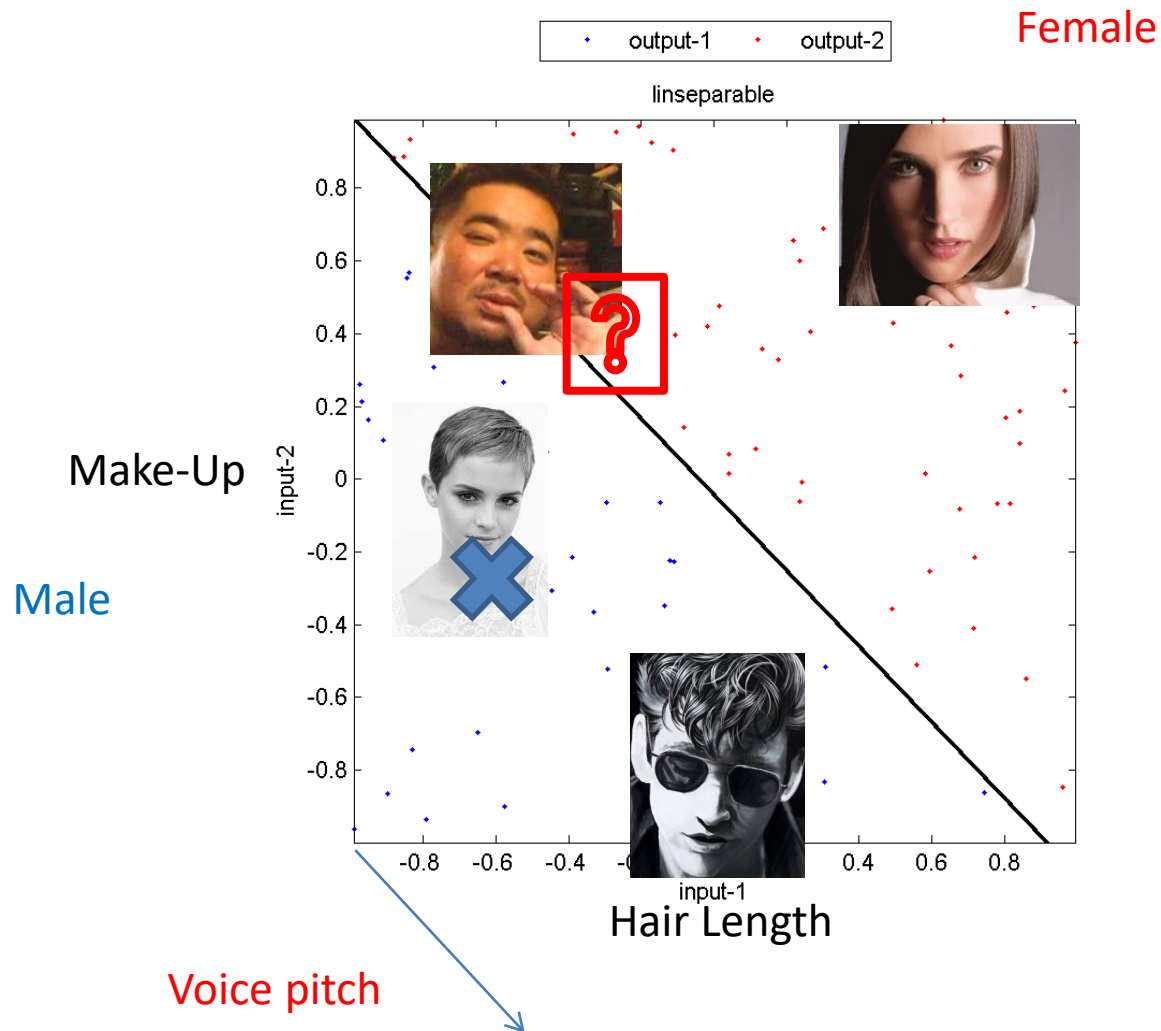 Female
output-1 output-2
linseparable
0.8
0.6
0.4
0.2
0
-0.2
-0.4
-0.6
-0.8
Make-Up
input-2
Male
?
-0.8 -0.6 -0.4 0.4 0.6 0.8
input-1
Hair Length
Voice pitch